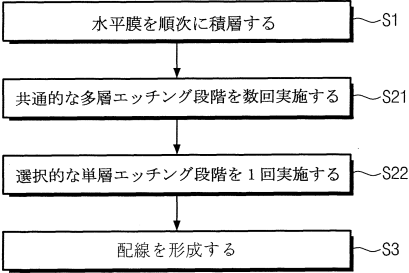 水平膜を順次に積層する
S1
共通的な多層エッチング段階を数回実施する
S21
選択的な単層エッチング段階を1回実施する
S22
配線を形成する
S3